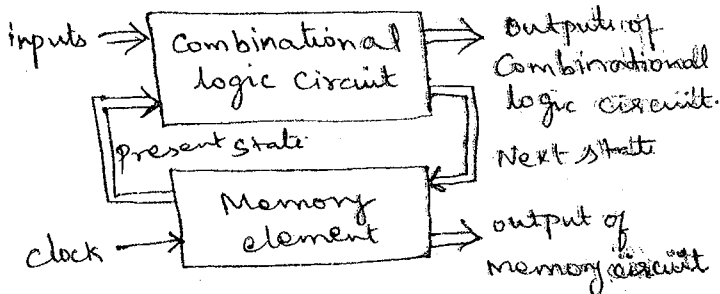 inputs
Combinational
logic circuit
Outputs of
Combinational
logic circuit.
present state
Next state
Memory
element
clock
output of
memory circuit